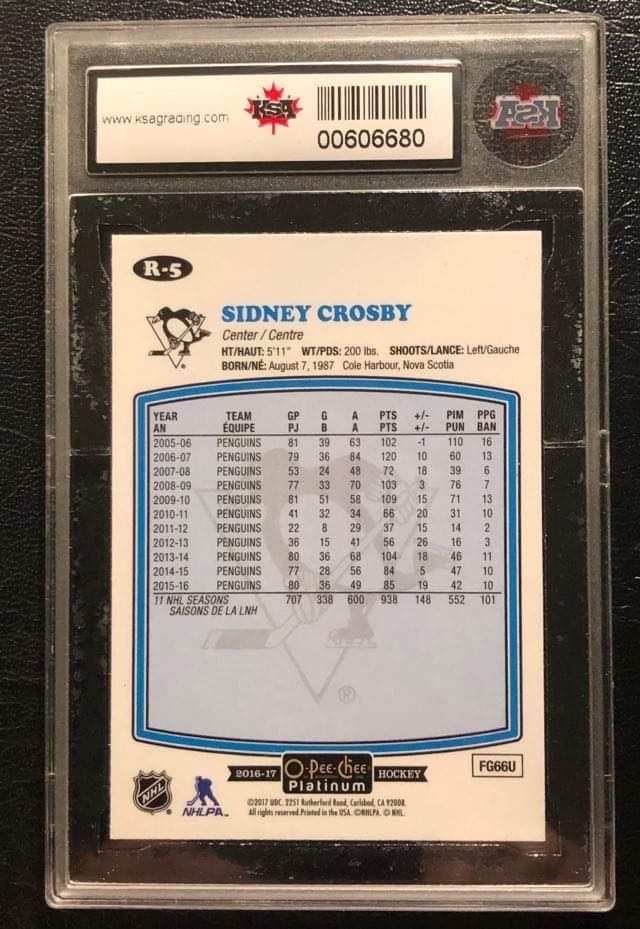 www.ksagrading.com
KSA
00606680
KSA
R-5
SIDNEY CROSBY
Center / Centre
HT/HAUT: 5'11" WT/PDS: 200 lbs. SHOOTS/LANCE: Left/Gauche
BORN/NÉ: August 7, 1987 Cole Harbour, Nova Scotia
YEAR TEAM GP G A PTS +/- PIM PPG
AN ÉQUIPE PJ B A PTS +/- PUN BAN
2005-06 PENGUINS 81 39 63 102 -1 110 16
2006-07 PENGUINS 79 36 84 120 10 60 13
2007-08 PENGUINS 53 24 48 72 18 39 6
2008-09 PENGUINS 77 33 70 103 3 76 7
2009-10 PENGUINS 81 51 58 109 15 71 13
2010-11 PENGUINS 41 32 34 66 20 31 10
2011-12 PENGUINS 22 8 29 37 15 14 2
2012-13 PENGUINS 36 15 41 56 26 16 3
2013-14 PENGUINS 80 36 68 104 18 46 11
2014-15 PENGUINS 77 28 56 84 5 47 10
2015-16 PENGUINS 80 36 49 85 19 42 10
11 NHL SEASONS 707 338 600 938 148 552 101
SAISONS DE LA LNH
®
2016-17 O-Pee-Chee HOCKEY
Platinum
FG66U
NHL
NHLPA
©2017 UDC. 2251 Rutherford Road, Carlsbad, CA 92008.
All rights reserved. Printed in the USA. ©NHLPA. © NHL.